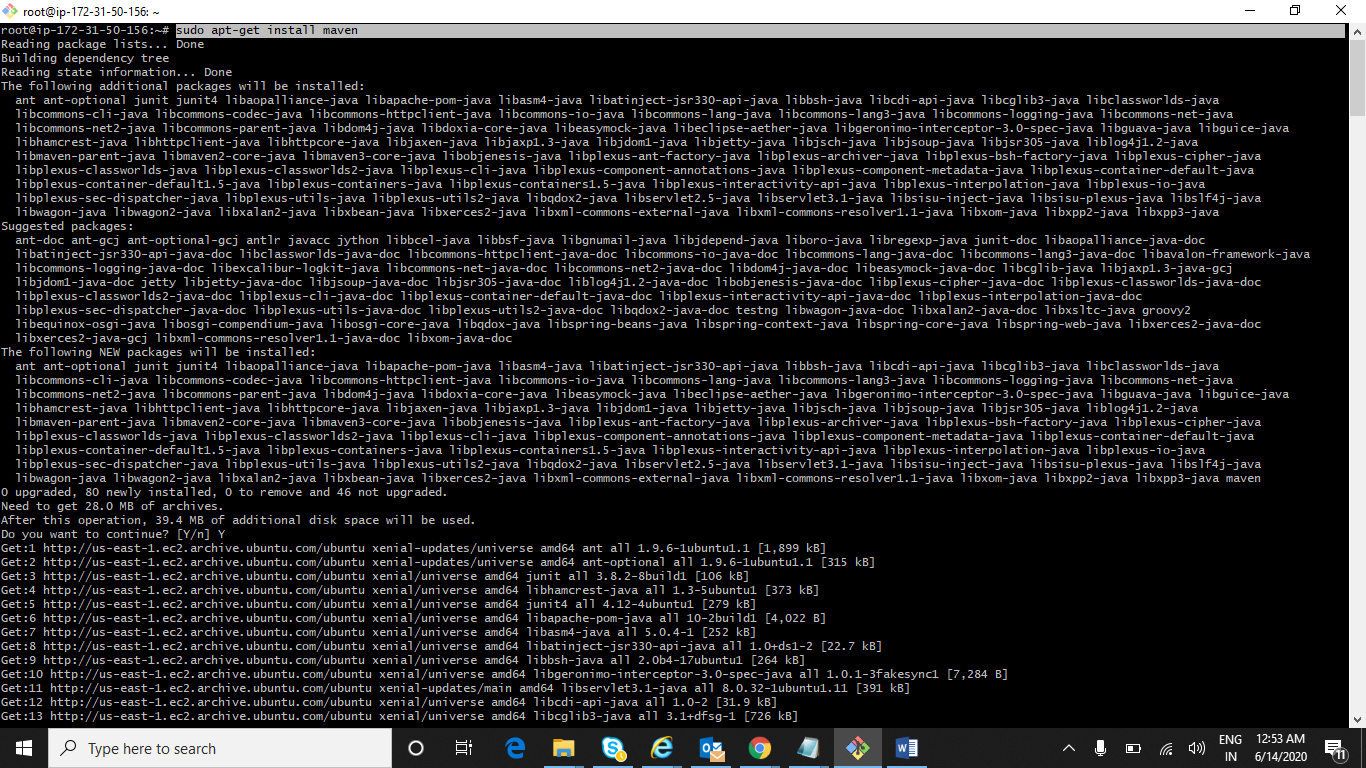 root@ip-172-31-50-156: ~
root@ip-172-31-50-156:~# sudo apt-get install maven
Reading package lists... Done
Building dependency tree
Reading state information... Done
The following additional packages will be installed:
  ant ant-optional junit junit4 libaopalliance-java libapache-pom-java libasm4-java libatinject-jsr330-api-java libbsh-java libcdi-api-java libcglib3-java libclassworlds-java
  libcommons-cli-java libcommons-codec-java libcommons-httpclient-java libcommons-io-java libcommons-lang-java libcommons-lang3-java libcommons-logging-java libcommons-net-java
  libcommons-net2-java libcommons-parent-java libdom4j-java libdoxia-core-java libeasymock-java libeclipse-aether-java libgeronimo-interceptor-3.0-spec-java libguava-java libguice-java
  libhamcrest-java libhttpclient-java libhttpcore-java libjaxen-java libjaxp1.3-java libjdom1-java libjetty-java libjsch-java libjsoup-java libjsr305-java liblog4j1.2-java
  libmaven-parent-java libmaven2-core-java libmaven3-core-java libobjenesis-java libplexus-ant-factory-java libplexus-archiver-java libplexus-bsh-factory-java libplexus-cipher-java
  libplexus-classworlds-java libplexus-classworlds2-java libplexus-cli-java libplexus-component-annotations-java libplexus-component-metadata-java libplexus-container-default-java
  libplexus-container-default1.5-java libplexus-containers-java libplexus-containers1.5-java libplexus-interactivity-api-java libplexus-interpolation-java libplexus-io-java
  libplexus-sec-dispatcher-java libplexus-utils-java libplexus-utils2-java libqdox2-java libservlet2.5-java libservlet3.1-java libsisu-inject-java libsisu-plexus-java libslf4j-java
  libwagon-java libwagon2-java libxalan2-java libxbean-java libxerces2-java libxml-commons-external-java libxml-commons-resolver1.1-java libxom-java libxpp2-java libxpp3-java
Suggested packages:
  ant-doc ant-gcj ant-optional-gcj antlr javacc jython libbcel-java libbsf-java libgnumail-java libjdepend-java liboro-java libregexp-java junit-doc libaopalliance-java-doc
  libatinject-jsr330-api-java-doc libclassworlds-java-doc libcommons-httpclient-java-doc libcommons-io-java-doc libcommons-lang-java-doc libcommons-lang3-java-doc libavalon-framework-java
  libcommons-logging-java-doc libexcalibur-logkit-java libcommons-net-java-doc libcommons-net2-java-doc libdom4j-java-doc libeasymock-java-doc libcglib-java libjaxp1.3-java-gcj
  libjdom1-java-doc jetty libjetty-java-doc libjsoup-java-doc libjsr305-java-doc liblog4j1.2-java-doc libobjenesis-java-doc libplexus-cipher-java-doc libplexus-classworlds-java-doc
  libplexus-classworlds2-java-doc libplexus-cli-java-doc libplexus-container-default-java-doc libplexus-interactivity-api-java-doc libplexus-interpolation-java-doc
  libplexus-sec-dispatcher-java-doc libplexus-utils-java-doc libplexus-utils2-java-doc libqdox2-java-doc testng libwagon-java-doc libxalan2-java-doc libxsltc-java groovy2
  libequinox-osgi-java libosgi-compendium-java libosgi-core-java libqdox-java libspring-beans-java libspring-context-java libspring-core-java libspring-web-java libxerces2-java-doc
  libxerces2-java-gcj libxml-commons-resolver1.1-java-doc libxom-java-doc
The following NEW packages will be installed:
  ant ant-optional junit junit4 libaopalliance-java libapache-pom-java libasm4-java libatinject-jsr330-api-java libbsh-java libcdi-api-java libcglib3-java libclassworlds-java
  libcommons-cli-java libcommons-codec-java libcommons-httpclient-java libcommons-io-java libcommons-lang-java libcommons-lang3-java libcommons-logging-java libcommons-net-java
  libcommons-net2-java libcommons-parent-java libdom4j-java libdoxia-core-java libeasymock-java libeclipse-aether-java libgeronimo-interceptor-3.0-spec-java libguava-java libguice-java
  libhamcrest-java libhttpclient-java libhttpcore-java libjaxen-java libjaxp1.3-java libjdom1-java libjetty-java libjsch-java libjsoup-java libjsr305-java liblog4j1.2-java
  libmaven-parent-java libmaven2-core-java libmaven3-core-java libobjenesis-java libplexus-ant-factory-java libplexus-archiver-java libplexus-bsh-factory-java libplexus-cipher-java
  libplexus-classworlds-java libplexus-classworlds2-java libplexus-cli-java libplexus-component-annotations-java libplexus-component-metadata-java libplexus-container-default-java
  libplexus-container-default1.5-java libplexus-containers-java libplexus-containers1.5-java libplexus-interactivity-api-java libplexus-interpolation-java libplexus-io-java
  libplexus-sec-dispatcher-java libplexus-utils-java libplexus-utils2-java libqdox2-java libservlet2.5-java libservlet3.1-java libsisu-inject-java libsisu-plexus-java libslf4j-java
  libwagon-java libwagon2-java libxalan2-java libxbean-java libxerces2-java libxml-commons-external-java libxml-commons-resolver1.1-java libxom-java libxpp2-java libxpp3-java maven
0 upgraded, 80 newly installed, 0 to remove and 46 not upgraded.
Need to get 28.0 MB of archives.
After this operation, 39.4 MB of additional disk space will be used.
Do you want to continue? [Y/n] Y
Get:1 http://us-east-1.ec2.archive.ubuntu.com/ubuntu xenial-updates/universe amd64 ant all 1.9.6-1ubuntu1.1 [1,899 kB]
Get:2 http://us-east-1.ec2.archive.ubuntu.com/ubuntu xenial-updates/universe amd64 ant-optional all 1.9.6-1ubuntu1.1 [315 kB]
Get:3 http://us-east-1.ec2.archive.ubuntu.com/ubuntu xenial/universe amd64 junit all 3.8.2-8build1 [106 kB]
Get:4 http://us-east-1.ec2.archive.ubuntu.com/ubuntu xenial/universe amd64 libhamcrest-java all 1.3-5ubuntu1 [373 kB]
Get:5 http://us-east-1.ec2.archive.ubuntu.com/ubuntu xenial/universe amd64 junit4 all 4.12-4ubuntu1 [279 kB]
Get:6 http://us-east-1.ec2.archive.ubuntu.com/ubuntu xenial/universe amd64 libapache-pom-java all 10-2build1 [4,022 B]
Get:7 http://us-east-1.ec2.archive.ubuntu.com/ubuntu xenial/universe amd64 libasm4-java all 5.0.4-1 [252 kB]
Get:8 http://us-east-1.ec2.archive.ubuntu.com/ubuntu xenial/universe amd64 libatinject-jsr330-api-java all 1.0+ds1-2 [22.7 kB]
Get:9 http://us-east-1.ec2.archive.ubuntu.com/ubuntu xenial/universe amd64 libbsh-java all 2.0b4-17ubuntu1 [264 kB]
Get:10 http://us-east-1.ec2.archive.ubuntu.com/ubuntu xenial/universe amd64 libgeronimo-interceptor-3.0-spec-java all 1.0.1-3fakesync1 [7,284 B]
Get:11 http://us-east-1.ec2.archive.ubuntu.com/ubuntu xenial-updates/main amd64 libservlet3.1-java all 8.0.32-1ubuntu1.11 [391 kB]
Get:12 http://us-east-1.ec2.archive.ubuntu.com/ubuntu xenial/universe amd64 libcdi-api-java all 1.0-2 [31.9 kB]
Get:13 http://us-east-1.ec2.archive.ubuntu.com/ubuntu xenial/universe amd64 libcglib3-java all 3.1+dfsg-1 [726 kB]
Type here to search
ENG
IN
12:53 AM
6/14/2020
11